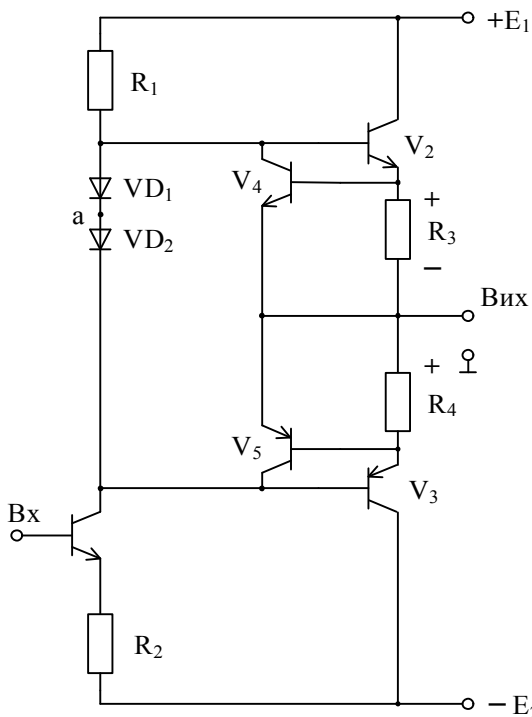 +E₁
R₁
V₂
VD₁
V₄
+
a
R₃
VD₂
−
Вих
+
R₄
V₅
V₃
Вх
R₂
− E